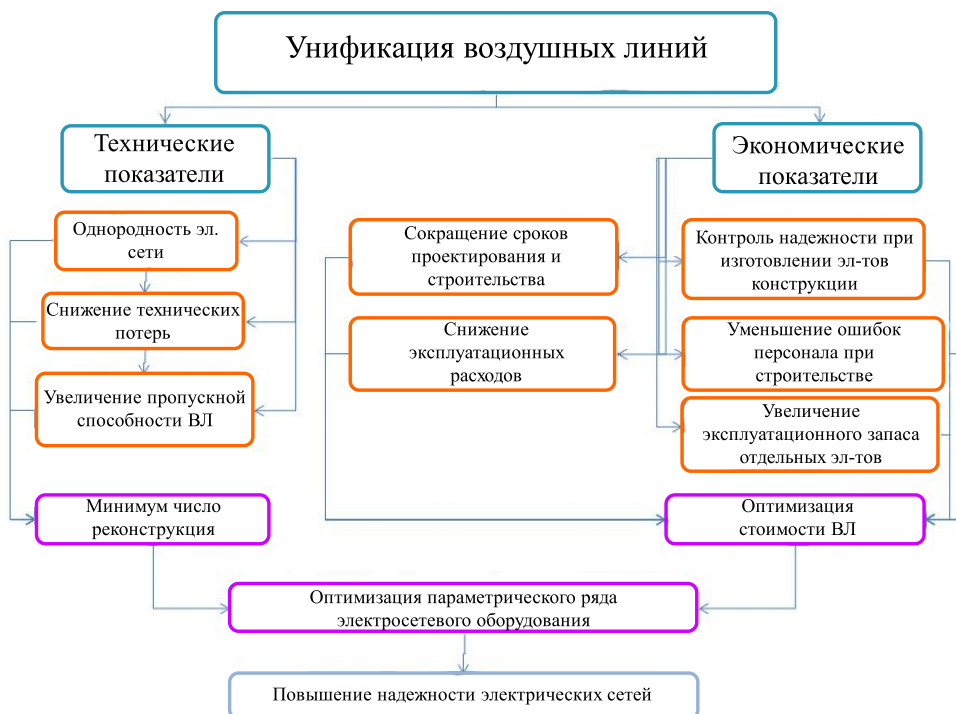 Унификация воздушных линий
Технические
показатели
Экономические
показатели
Однородность эл.
сети
Снижение технических
потерь
Увеличение пропускной
способности ВЛ
Сокращение сроков
проектирования и
строительства
Снижение
эксплуатационных
расходов
Контроль надежности при
изготовлении эл-тов
конструкции
Уменьшение ошибок
персонала при
строительстве
Увеличение
эксплуатационного запаса
отдельных эл-тов
Минимум число
реконструкция
Оптимизация
стоимости ВЛ
Оптимизация параметрического ряда
электросетевого оборудования
Повышение надежности электрических сетей